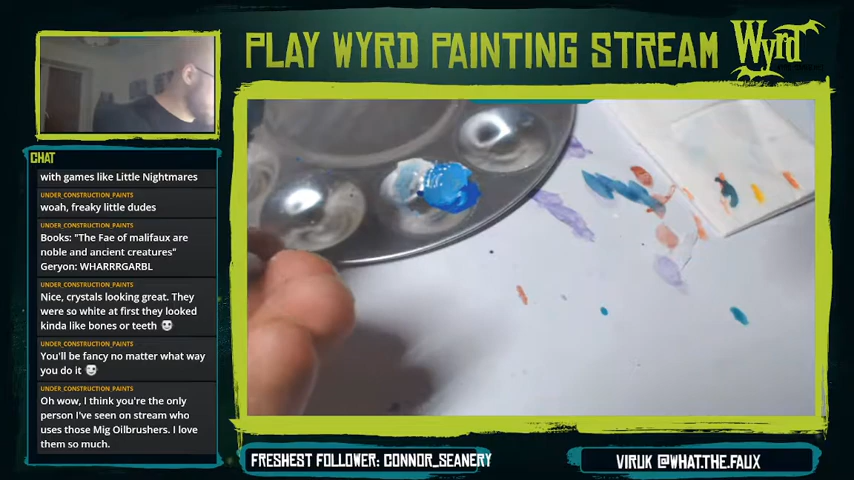 PLAY WYRD PAINTING STREAM
Wyrd
CHAT
with games like Little Nightmares
UNDER_CONSTRUCTION_PAINTS
woah, freaky little dudes
UNDER_CONSTRUCTION_PAINTS
Books: "The Fae of malifaux are
noble and ancient creatures"
Geryon: WHARRRGARBL
UNDER_CONSTRUCTION_PAINTS
Nice, crystals looking great. They
were so white at first they looked
kinda like bones or teeth
UNDER_CONSTRUCTION_PAINTS
You'll be fancy no matter what way
you do it
UNDER_CONSTRUCTION_PAINTS
Oh wow, I think you're the only
person I've seen on stream who
uses those Mig Oilbrushers. I love
them so much.
FRESHEST FOLLOWER: CONNOR_SEANERY
VIRUK @WHAT.THE.FAUX